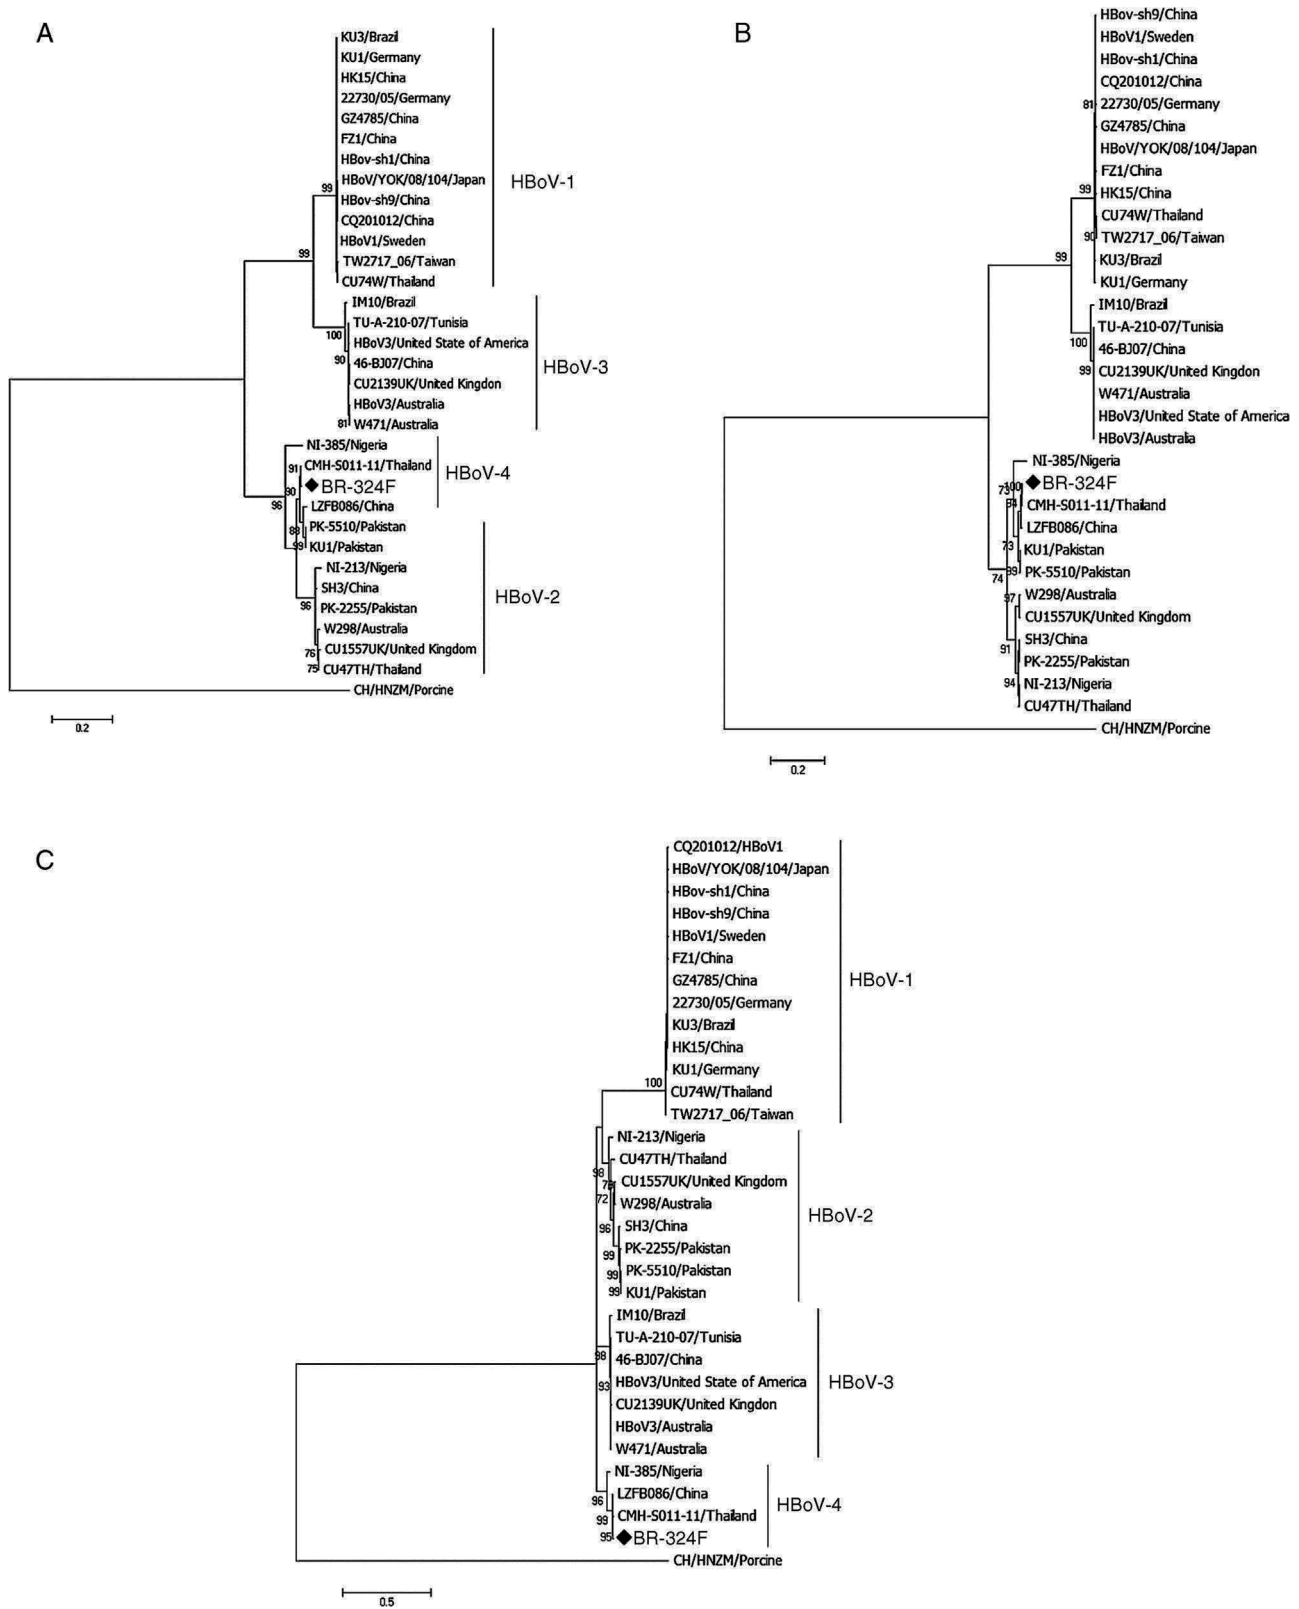 A
KU3/Brazil
KU1/Germany
HK15/China
22730/05/Germany
GZ4785/China
FZ1/China
HBov-sh1/China
HBoV/YOK/08/104/Japan
HBov-sh9/China
CQ201012/China
HBoV1/Sweden
TW2717_06/Taiwan
CU74W/Thailand
HBoV-1
99
99
IM10/Brazil
TU-A-210-07/Tunisia
HBoV3/United State of America
46-BJ07/China
CU2139UK/United Kingdon
HBoV3/Australia
W471/Australia
HBoV-3
100
90
81
NI-385/Nigeria
CMH-S011-11/Thailand
BR-324F
LZFB086/China
HBoV-4
91
90
96
PK-5510/Pakistan
KU1/Pakistan
NI-213/Nigeria
SH3/China
PK-2255/Pakistan
W298/Australia
CU1557UK/United Kingdom
CU47TH/Thailand
HBoV-2
88
99
96
76
75
CH/HNZM/Porcine
0.2
B
HBov-sh9/China
HBoV1/Sweden
HBov-sh1/China
CQ201012/China
22730/05/Germany
GZ4785/China
HBoV/YOK/08/104/Japan
FZ1/China
HK15/China
CU74W/Thailand
TW2717_06/Taiwan
KU3/Brazil
KU1/Germany
81
99
90
99
IM10/Brazil
TU-A-210-07/Tunisia
46-BJ07/China
CU2139UK/United Kingdon
W471/Australia
HBoV3/United State of America
HBoV3/Australia
100
99
NI-385/Nigeria
BR-324F
CMH-S011-11/Thailand
LZFB086/China
KU1/Pakistan
PK-5510/Pakistan
W298/Australia
CU1557UK/United Kingdom
SH3/China
PK-2255/Pakistan
NI-213/Nigeria
CU47TH/Thailand
73
100
94
73
99
74
97
91
94
CH/HNZM/Porcine
0.2
C
CQ201012/HBoV1
HBoV/YOK/08/104/Japan
HBov-sh1/China
HBov-sh9/China
HBoV1/Sweden
FZ1/China
GZ4785/China
22730/05/Germany
KU3/Brazil
HK15/China
KU1/Germany
CU74W/Thailand
TW2717_06/Taiwan
HBoV-1
100
NI-213/Nigeria
CU47TH/Thailand
CU1557UK/United Kingdom
W298/Australia
SH3/China
PK-2255/Pakistan
PK-5510/Pakistan
KU1/Pakistan
HBoV-2
98
72
96
99
99
99
IM10/Brazil
TU-A-210-07/Tunisia
46-BJ07/China
HBoV3/United State of America
CU2139UK/United Kingdon
HBoV3/Australia
W471/Australia
HBoV-3
98
93
NI-385/Nigeria
LZFB086/China
CMH-S011-11/Thailand
BR-324F
HBoV-4
96
99
95
CH/HNZM/Porcine
0.5